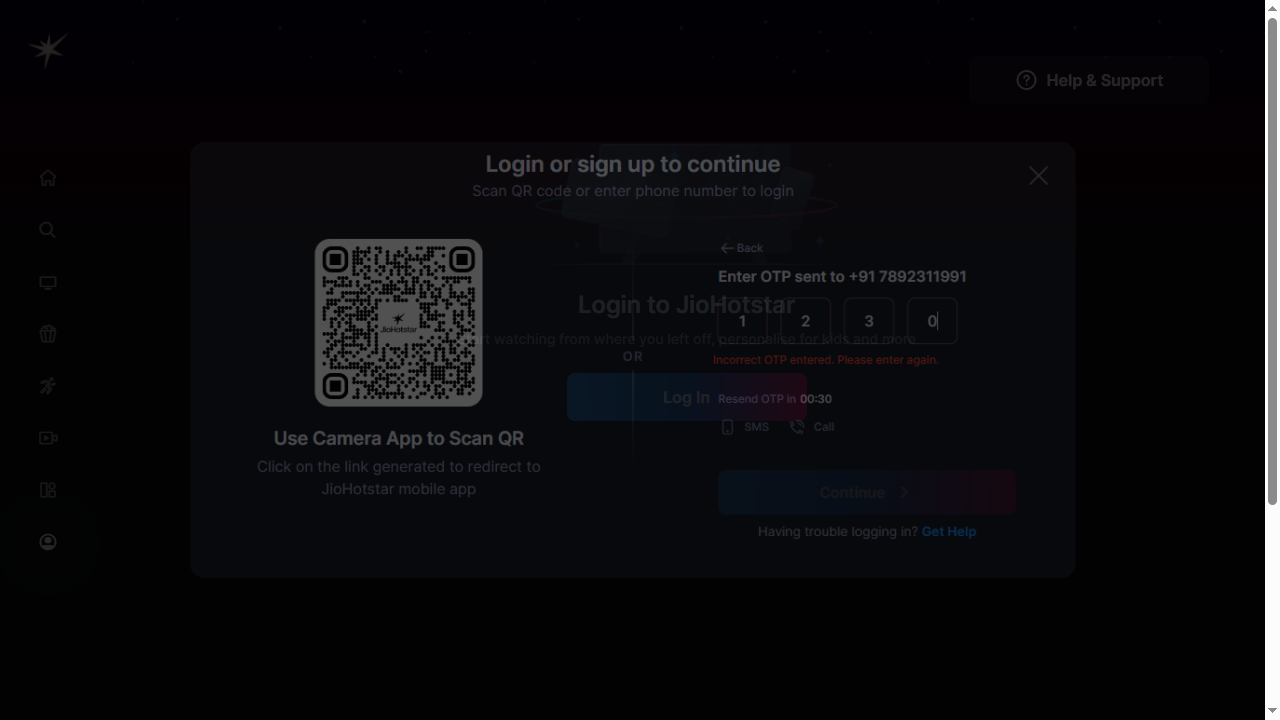 Help & Support
Login or sign up to continue
Scan QR code or enter phone number to login
JioHotstar
Use Camera App to Scan QR
Click on the link generated to redirect to
JioHotstar mobile app
OR
Back
Enter OTP sent to +91 7892311991
1 2 3 0
Incorrect OTP entered. Please enter again.
Resend OTP in 00:30
SMS Call
Continue
Having trouble logging in? Get Help
Login to JioHotstar
watching from where you left off, personalise for kids and more
Log In